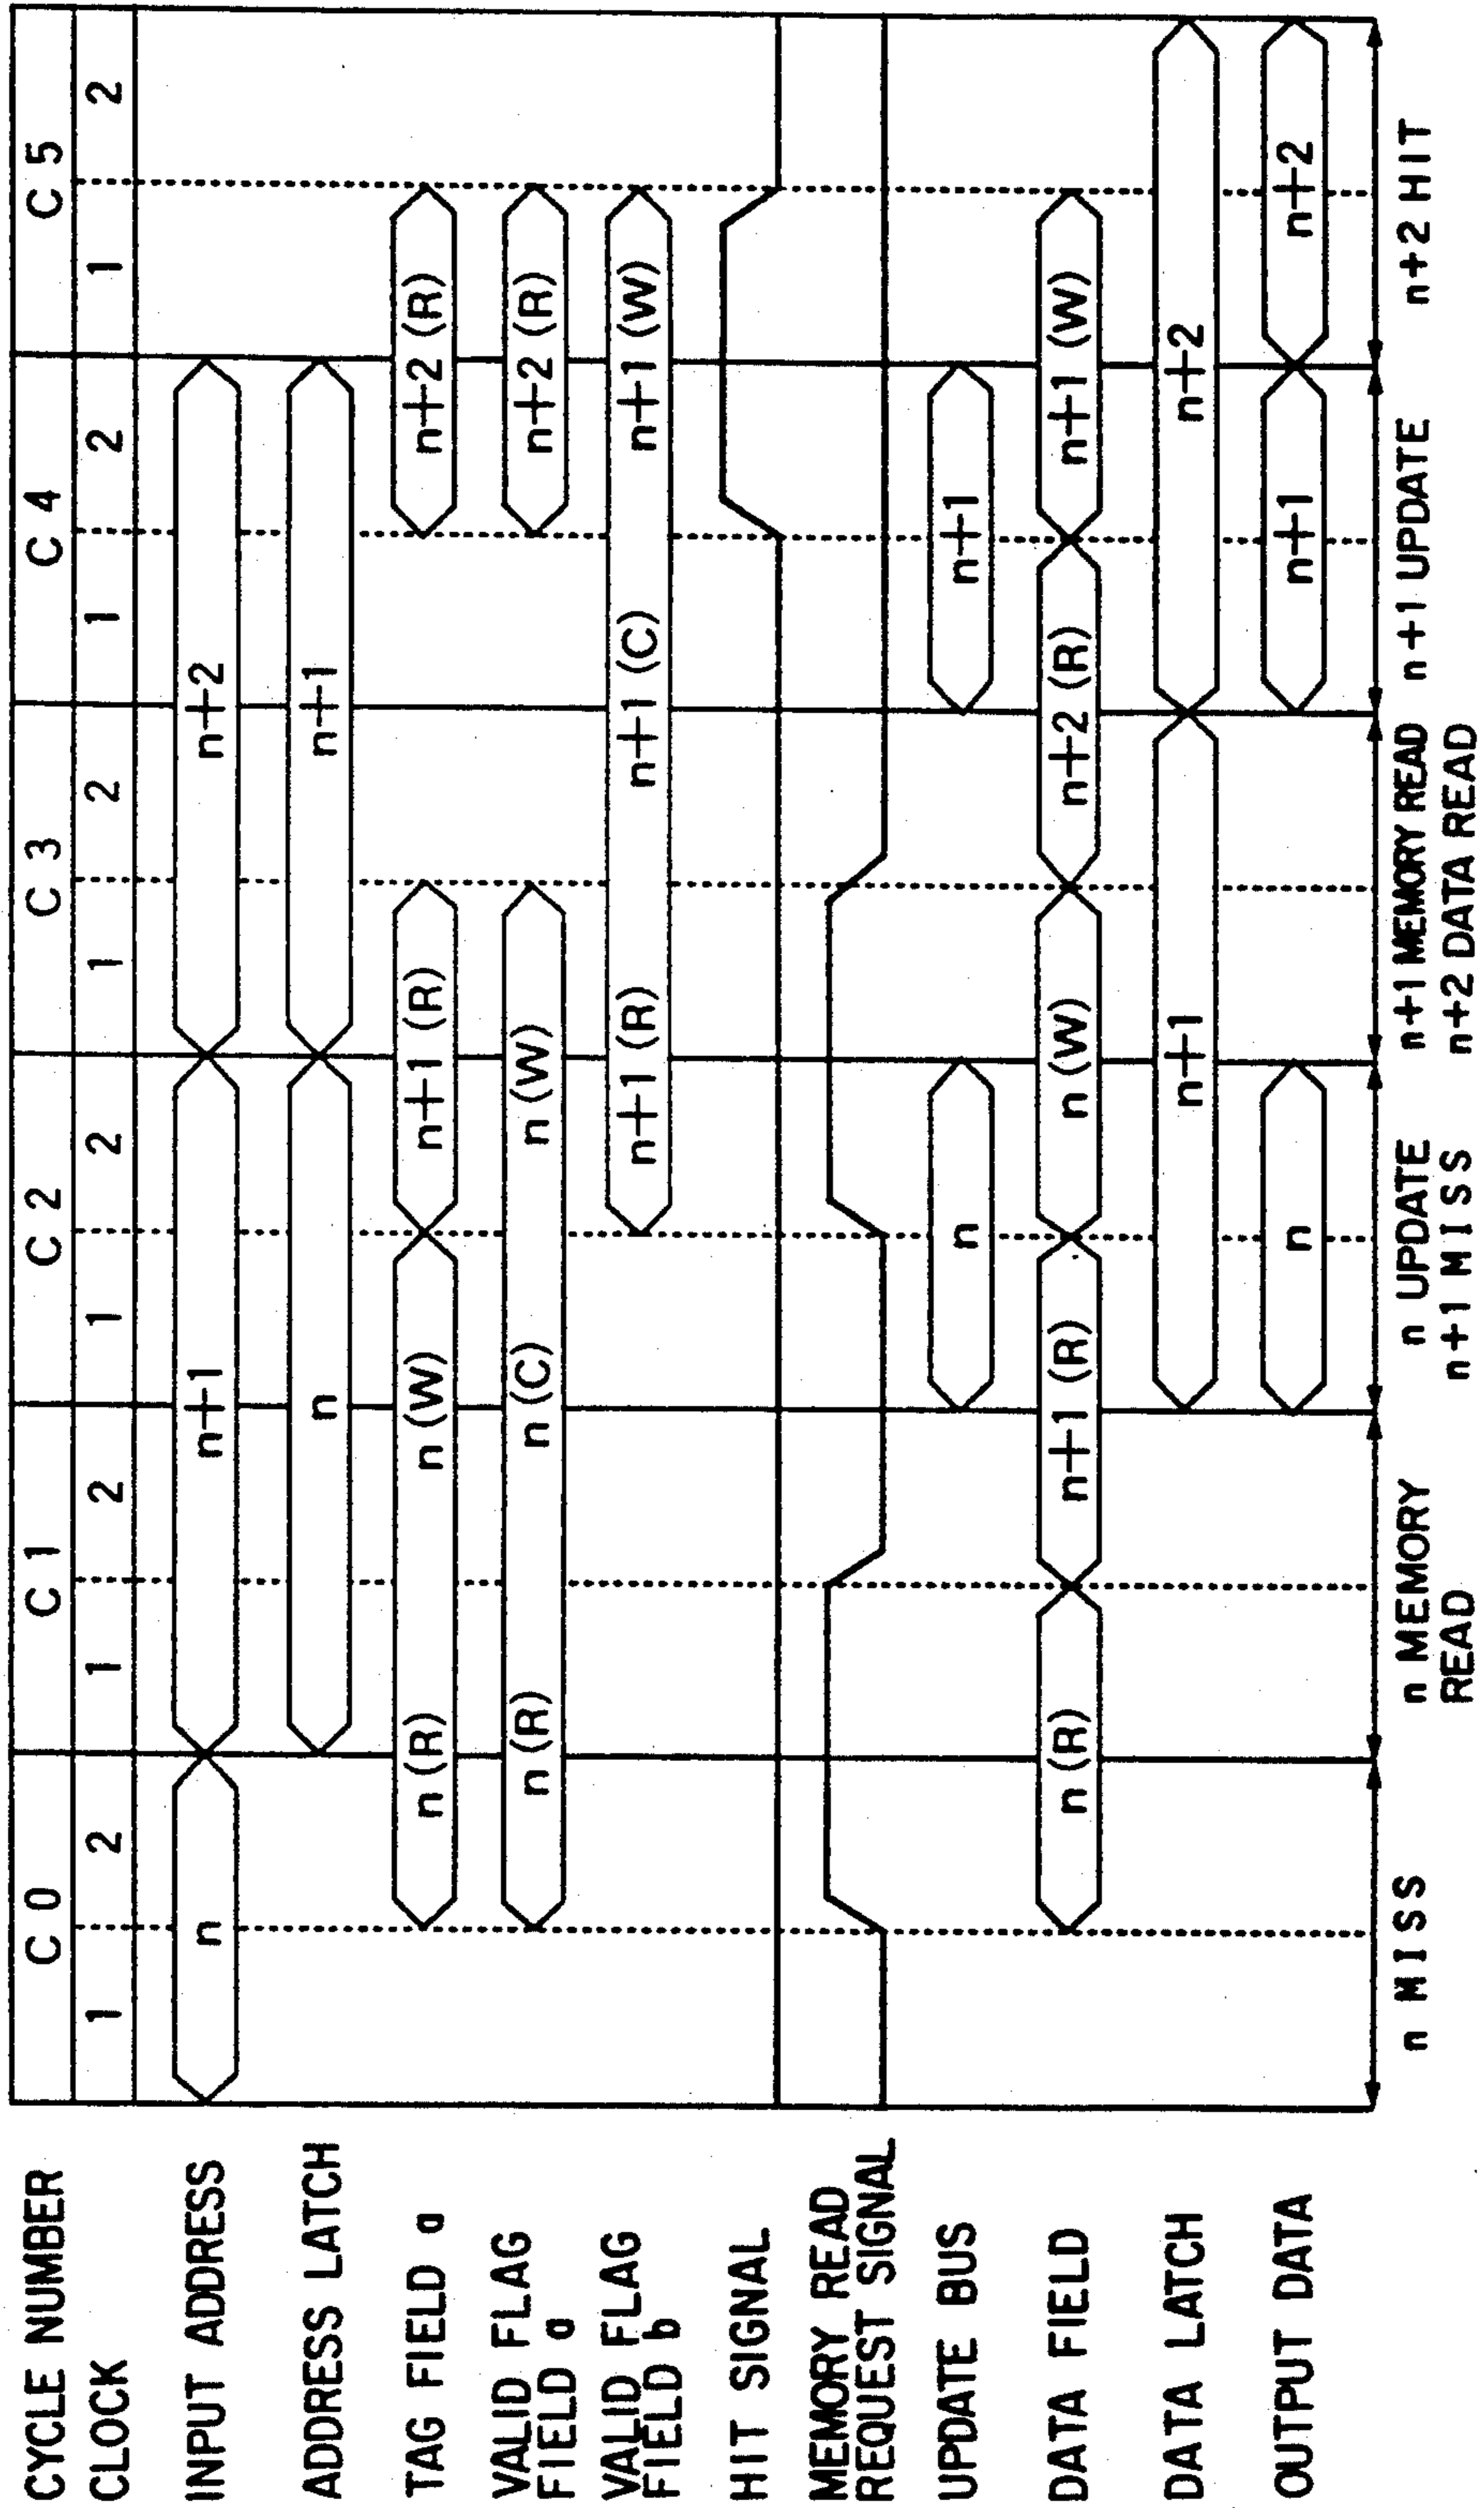 CYCLE NUMBER C 0 C 1 C 2 C 3 C 4 C 5
CLOCK 1 2 1 2 1 2 1 2 1 2 1 2
INPUT ADDRESS n n+1 n+2
ADDRESS LATCH n n+1
TAG FIELD a n (R) n (W) n+1 (R) n+2 (R)
VALID FLAG
FIELD a n (R) n (C) n (W) n+2 (R)
VALID FLAG
FIELD b n+1 (R) n+1 (C) n+1 (W)
HIT SIGNAL
MEMORY READ
REQUEST SIGNAL
UPDATE BUS n n+1
DATA FIELD n (R) n+1 (R) n (W) n+2 (R) n+1 (W)
DATA LATCH n+1 n+2
OUTPUT DATA n n+1 n+2
n MISS
n MEMORY
READ
n UPDATE
n+1 MISS
n+1 MEMORY READ
n+2 DATA READ
n+1 UPDATE
n+2 HIT